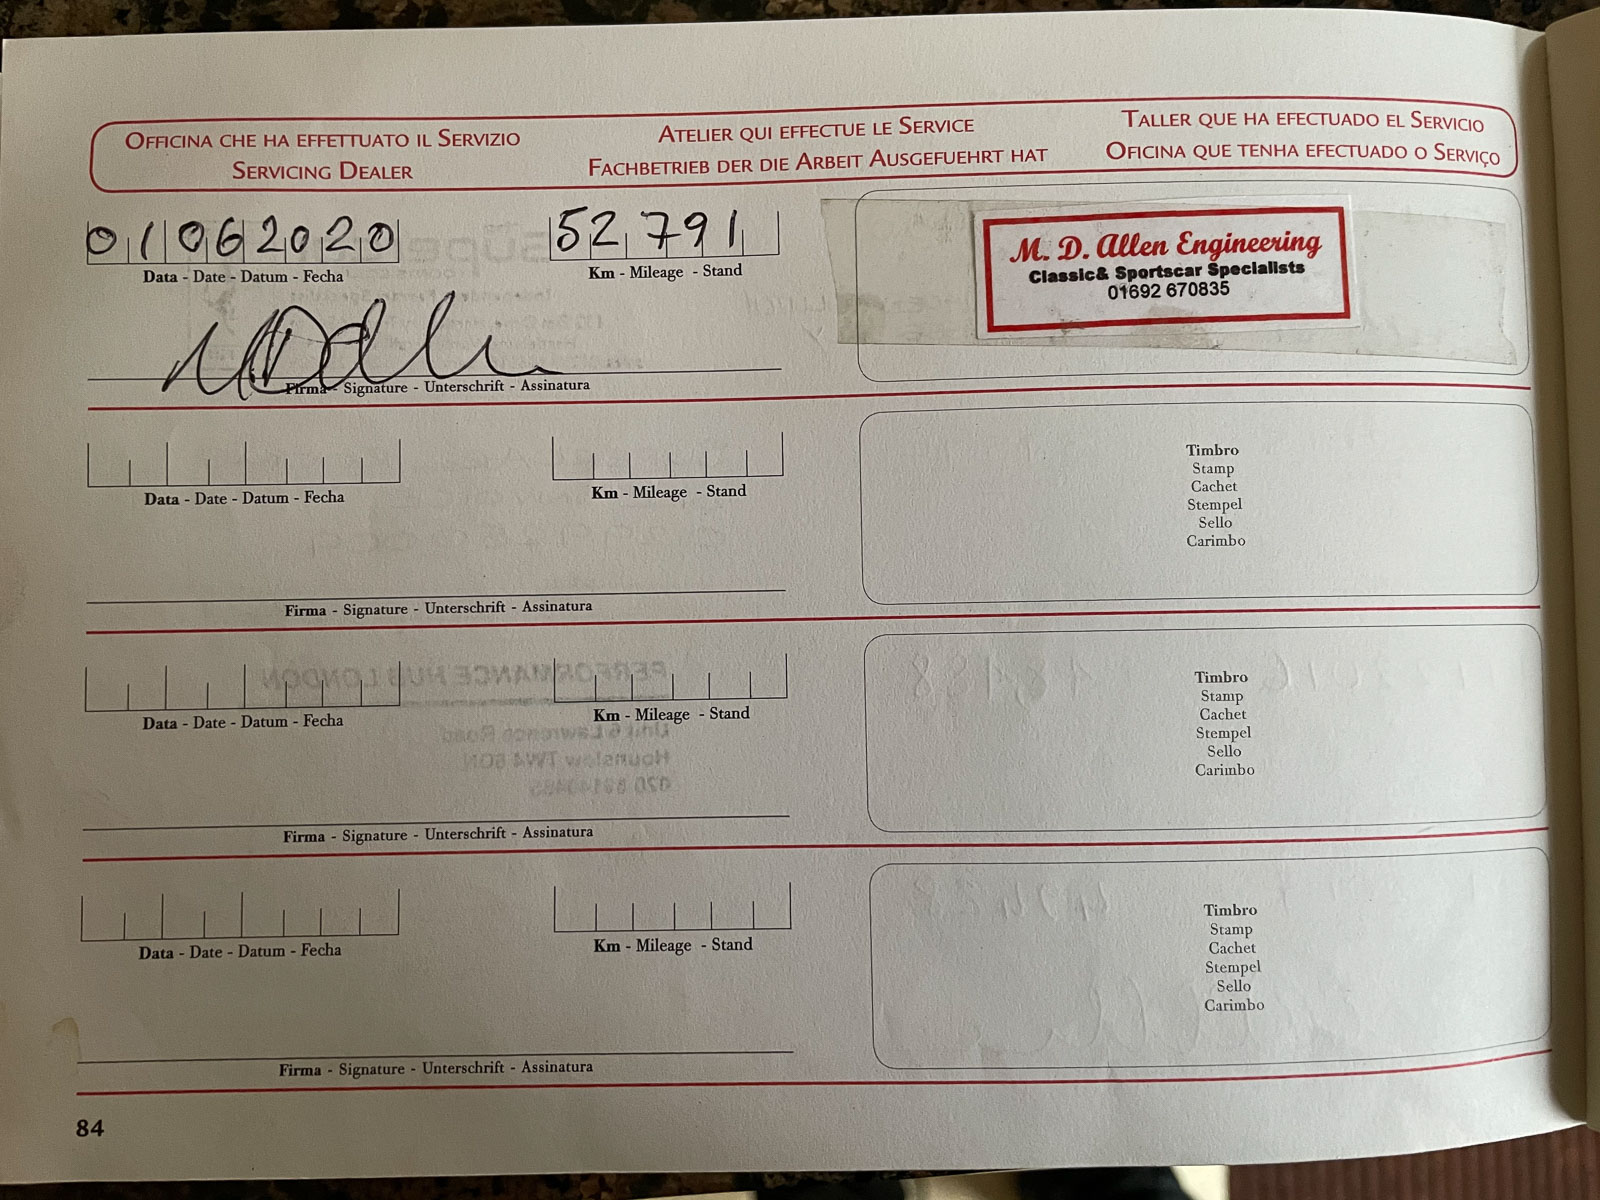 OFFICINA CHE HA EFFETTUATO IL SERVIZIO
SERVICING DEALER
ATELIER QUI EFFECTUE LE SERVICE
FACHBETRIEB DER DIE ARBEIT AUSGEFUEHRT HAT
TALLER QUE HA EFECTUADO EL SERVICIO
OFICINA QUE TENHA EFECTUADO O SERVIÇO
01062020
Data - Date - Datum - Fecha
52 791
Km - Mileage - Stand
M. D. Allen Engineering
Classic& Sportscar Specialists
01692 670835
Firma - Signature - Unterschrift - Assinatura
Data - Date - Datum - Fecha
Km - Mileage - Stand
Timbro
Stamp
Cachet
Stempel
Sello
Carimbo
Firma - Signature - Unterschrift - Assinatura
Data - Date - Datum - Fecha
Km - Mileage - Stand
Timbro
Stamp
Cachet
Stempel
Sello
Carimbo
Firma - Signature - Unterschrift - Assinatura
Data - Date - Datum - Fecha
Km - Mileage - Stand
Timbro
Stamp
Cachet
Stempel
Sello
Carimbo
Firma - Signature - Unterschrift - Assinatura
84